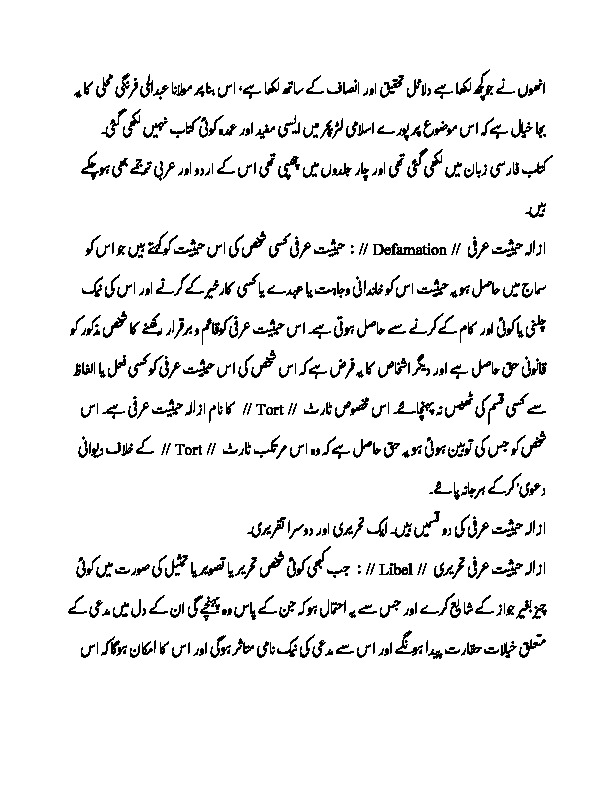 انھوں نے جو کچھ لکھا ہے دلائل تحقیق اور انصاف کے ساتھ لکھا ہے، اس بنا پر مولانا عبدالحی فرنگی محلی کا یہ
بجا خیال ہے کہ اس موضوع پر پورے اسلامی لٹریچر میں ایسی مفید اور عمدہ کوئی کتاب نہیں لکھی گئی۔
کتاب فارسی زبان میں لکھی گئی تھی اور چار جلدوں میں چھپی تھی اس کے اردو اور عربی ترجمے بھی ہوچکے
ہیں۔
ازالہ حیثیت عرفی // Defamation // : حیثیت عرفی کسی شخص کی اس حیثیت کو کہتے ہیں جو اس کو
سماج میں حاصل ہو یہ حیثیت اس کو خاندانی وجاہت یا عہدے یا کسی کارخیر کے کرنے اور اس کی نیک
چلنی یا کوئی اور کام کے کرنے سے حاصل ہوتی ہے۔ اس حیثیت عرفی کو قائم و برقرار رکھنے کا شخص مذکور کو
قانونی حق حاصل ہے اور دیگر اشخاص کا یہ فرض ہے کہ اس شخص کی اس حیثیت عرفی کو کسی فعل یا الفاظ
سے کسی قسم کی ٹھیس نہ پہنچائے۔ اس مخصوص ٹارٹ // Tort // کا نام ازالہ حیثیت عرفی ہے۔ اس
شخص کو جس کی توہین ہوئی ہو یہ حق حاصل ہے کہ وہ اس مرتکب ٹارٹ // Tort // کے خلاف دیوانی
دعویٰ کرکے ہرجانہ پائے۔
ازالہ حیثیت عرفی کی دو قسمیں ہیں۔ ایک تحریری اور دوسرا تقریری۔
ازالہ حیثیت عرفی تحریری // Libel // : جب کبھی کوئی شخص تحریر یا تصویر یا تمثیل کی صورت میں کوئی
چیز بغیر جواز کے شایع کرے اور جس سے یہ احتمال ہو کہ جن کے پاس وہ پہنچے گی ان کے دل میں مدعی کے
متعلق خیالات حقارت پیدا ہونگے اور اس سے مدعی کی نیک نامی متاثر ہوگی اور اس کا امکان ہوگا کہ اس